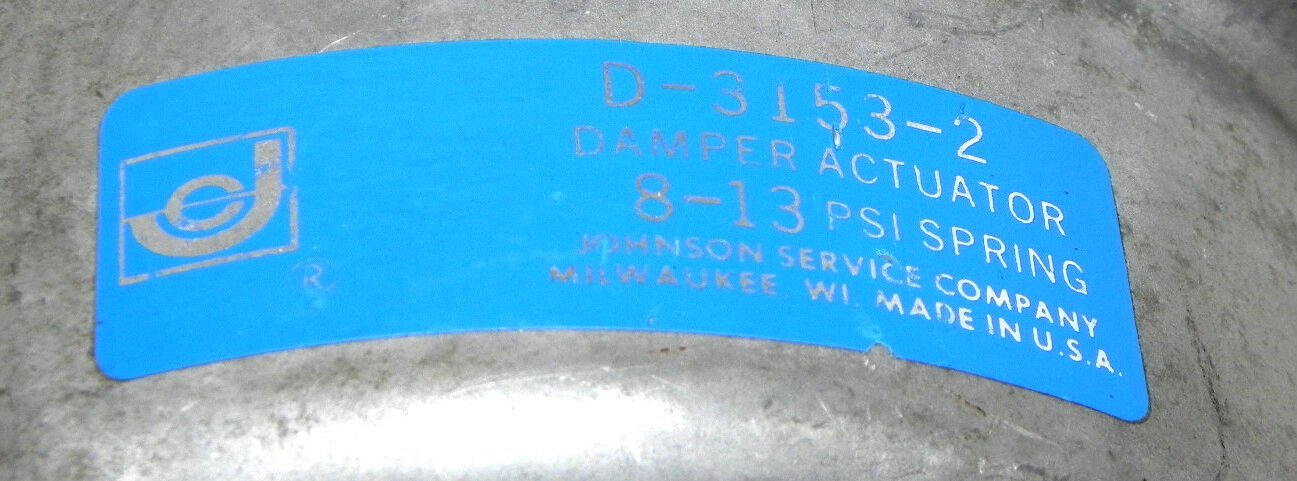 D-3153-2
DAMPER ACTUATOR
8-13 PSI SPRING
JOHNSON SERVICE COMPANY
MILWAUKEE, WI. MADE IN U.S.A.
®